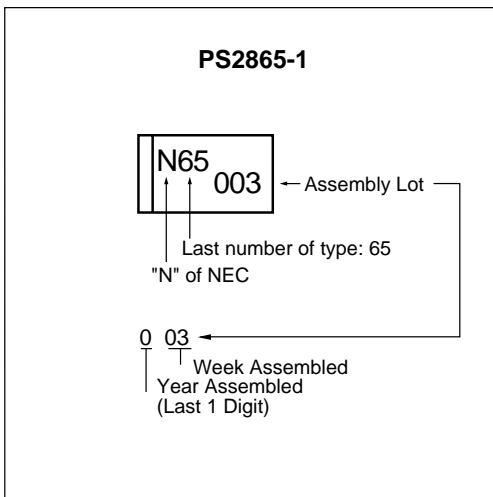 PS2865-1
N65
003
Assembly Lot
Last number of type: 65
"N" of NEC
0 03
Week Assembled
Year Assembled
(Last 1 Digit)